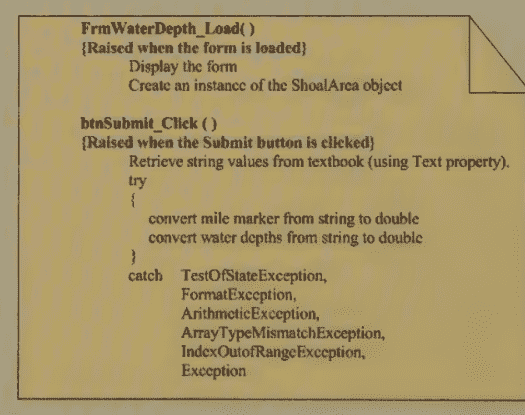 FrmWaterDepth_Load( )
{Raised when the form is loaded}
Display the form
Create an instance of the ShoalArea object
btnSubmit_Click ( )
{Raised when the Submit button is clicked}
Retrieve string values from textbook (using Text property).
try
{
convert mile marker from string to double
convert water depths from string to double
}
catch TestOfStateException,
FormatException,
ArithmeticException,
ArrayTypeMismatchException,
IndexOutofRangeException,
Exception